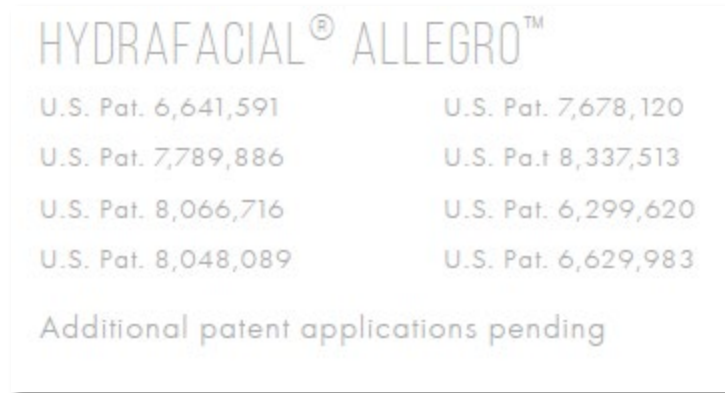 HYDRAFACIAL® ALLEGRO™
U.S. Pat. 6,641,591 U.S. Pat. 7,678,120
U.S. Pat. 7,789,886 U.S. Pa.t 8,337,513
U.S. Pat. 8,066,716 U.S. Pat. 6,299,620
U.S. Pat. 8,048,089 U.S. Pat. 6,629,983
Additional patent applications pending